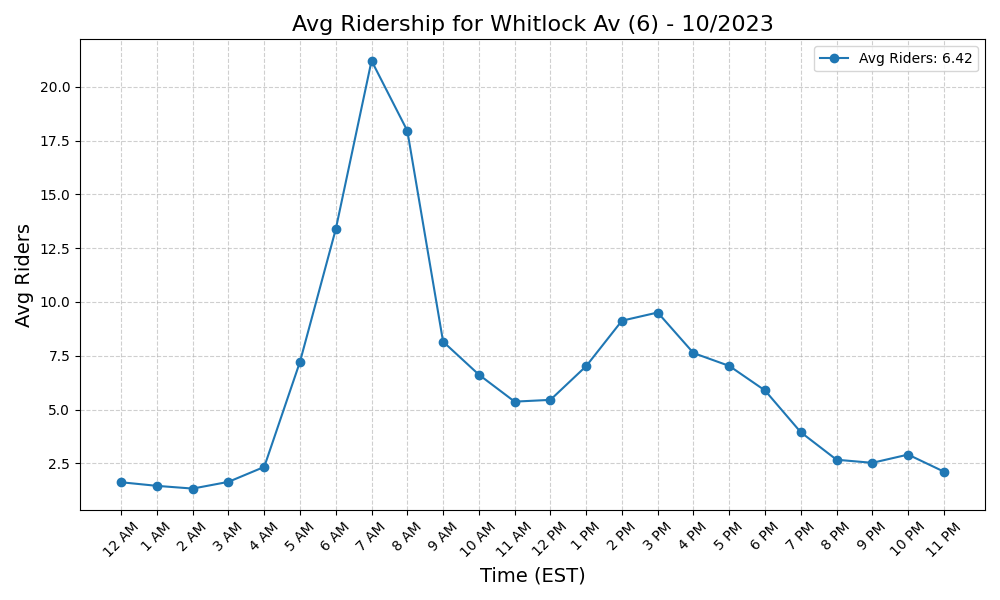 Avg Ridership for Whitlock Av (6) - 10/2023
Avg Riders: 6.42
Avg Riders
20.0
17.5
15.0
12.5
10.0
7.5
5.0
2.5
12 AM
1 AM
2 AM
3 AM
4 AM
5 AM
6 AM
7 AM
8 AM
9 AM
10 AM
11 AM
12 PM
1 PM
2 PM
3 PM
4 PM
5 PM
6 PM
7 PM
8 PM
9 PM
10 PM
11 PM
Time (EST)